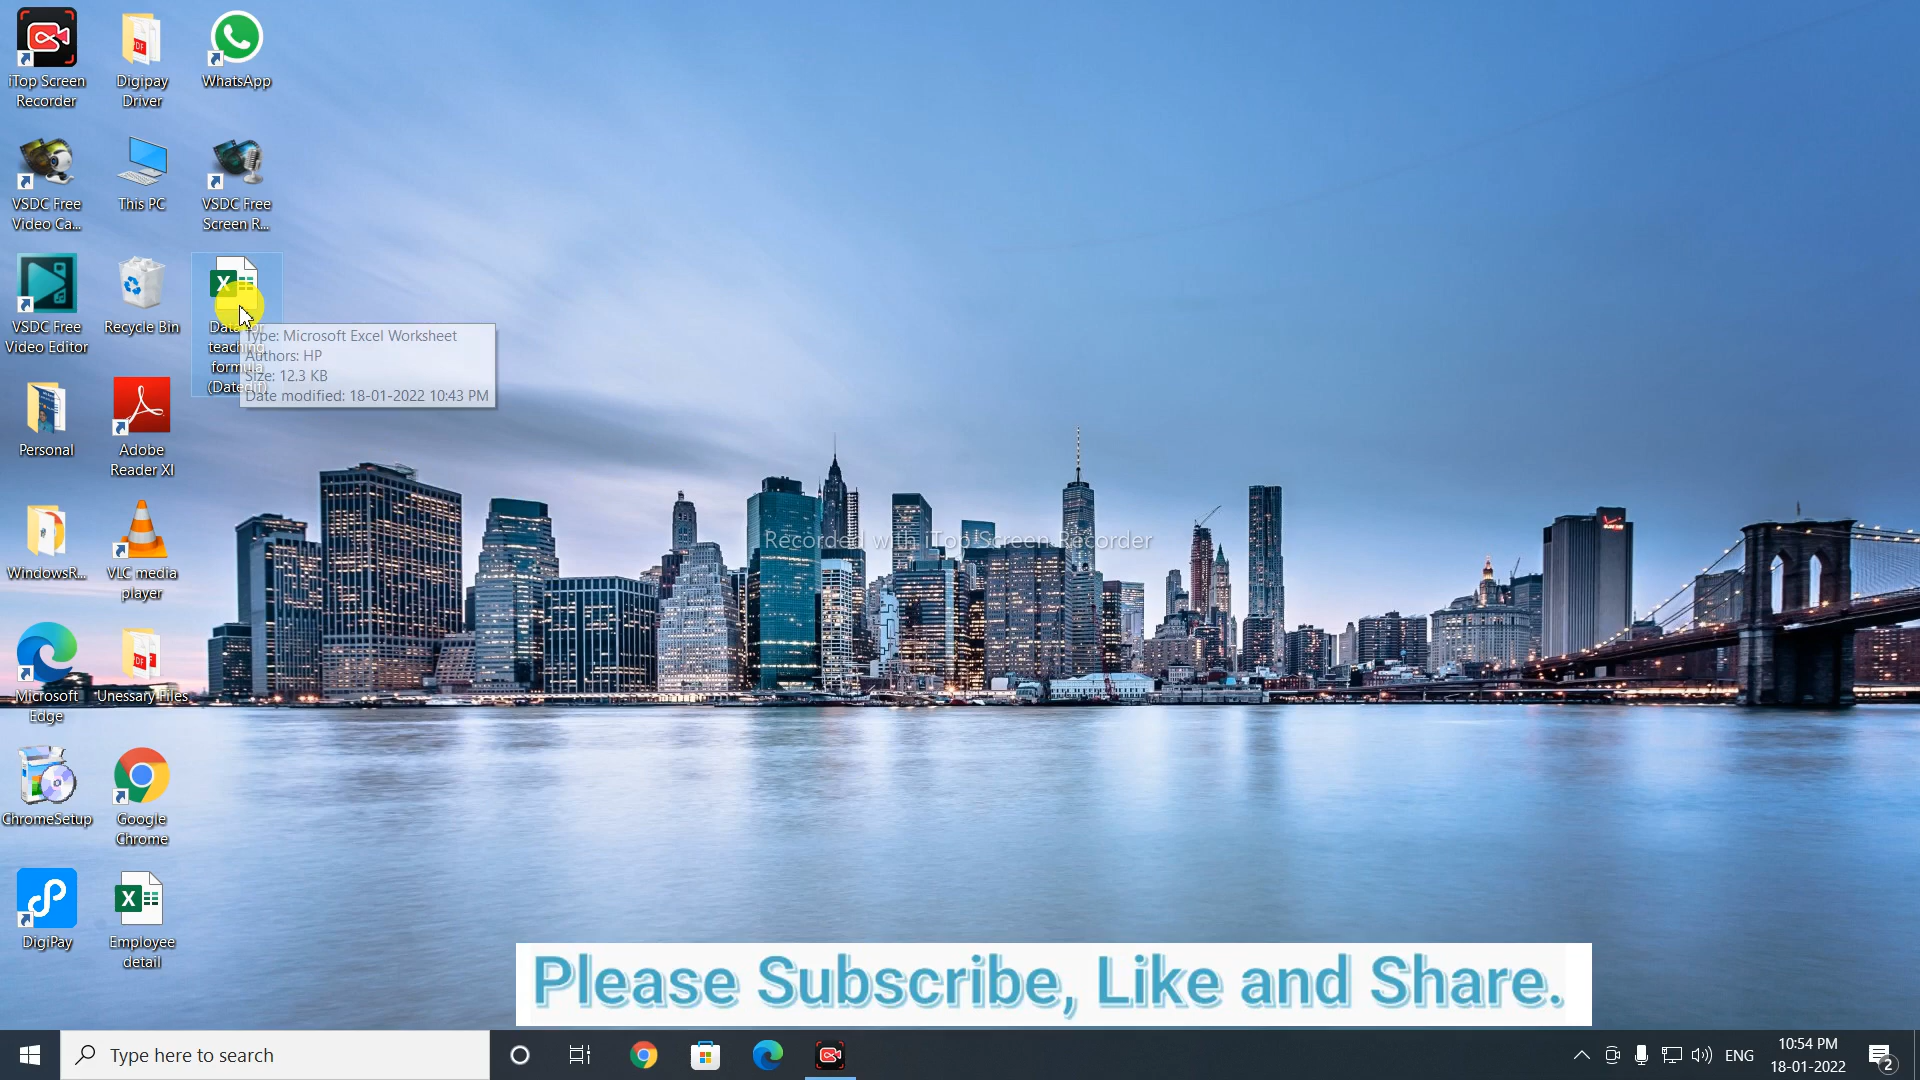 iTop Screen
Recorder
Digipay
Driver
WhatsApp
VSDC Free
Video Ca...
This PC
VSDC Free
Screen R...
VSDC Free
Video Editor
Recycle Bin
teaching
formula
Type: Microsoft Excel Worksheet
Authors: HP
Size: 12.3 KB
Date modified: 18-01-2022 10:43 PM
Personal
Adobe
Reader XI
WindowsR...
VLC media
player
Microsoft
Edge
Unessary Files
ChromeSetup
Google
Chrome
DigiPay
Employee
detail
Recorded with iTop Screen Recorder
Please Subscribe, Like and Share.
Type here to search
ENG
10:54 PM
18-01-2022
2